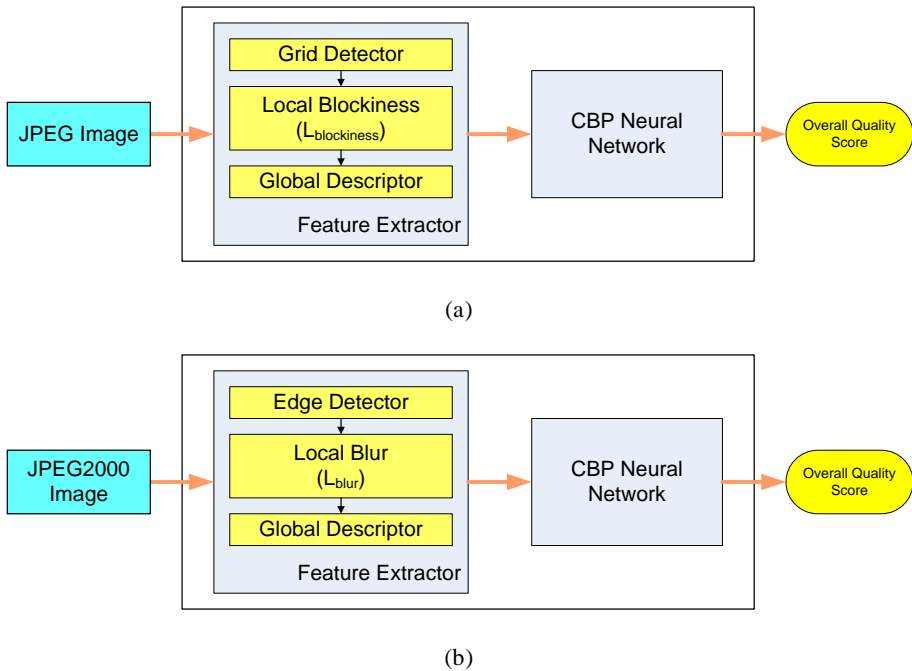 Grid Detector
JPEG Image
Local Blockiness
(Lblockiness)
Global Descriptor
Feature Extractor
CBP Neural
Network
Overall Quality
Score
(a)
Edge Detector
JPEG2000
Image
Local Blur
(Lblur)
Global Descriptor
Feature Extractor
CBP Neural
Network
Overall Quality
Score
(b)